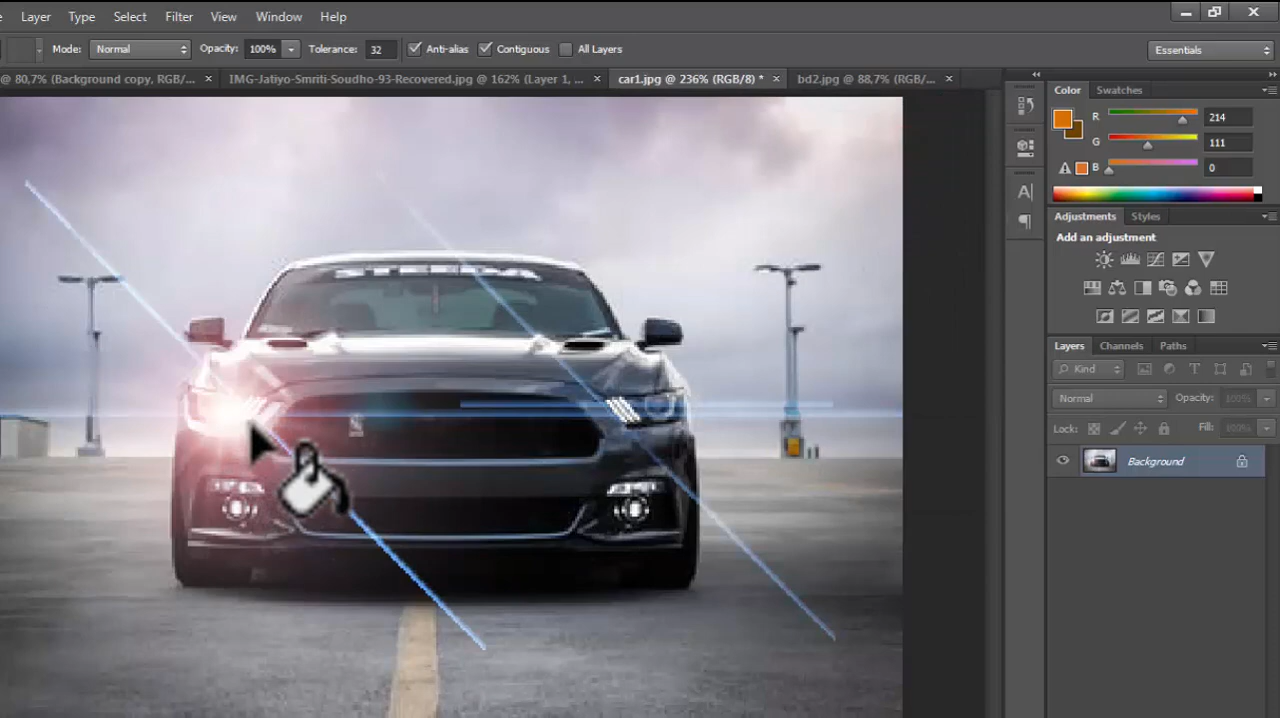 Layer Type Select Filter View Window Help
Mode: Normal Opacity: 100% Tolerance: 32 Anti-alias Contiguous All Layers Essentials
@ 80,7% (Background copy, RGB/... × IMG-Jatiyo-Smriti-Soudho-93-Recovered.jpg @ 162% (Layer 1, ... × car1.jpg @ 236% (RGB/8) * × bd2.jpg @ 88,7% (RGB/... ×
Color Swatches
R 214
G 111
B 0
Adjustments Styles
Add an adjustment
Layers Channels Paths
Kind
Normal Opacity: 100%
Lock: Fill: 100%
Background
STEEDA